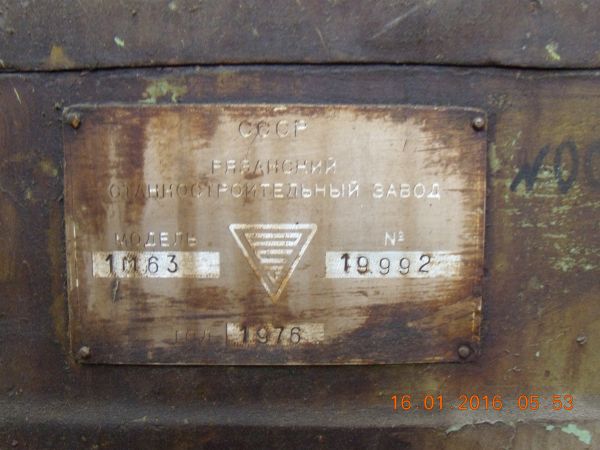 СССР
РЯЗАНСКИЙ
СТАНКОСТРОИТЕЛЬНЫЙ ЗАВОД
МОДЕЛЬ №
1М63 19992
ГОД 1976
16.01.2016 05:53